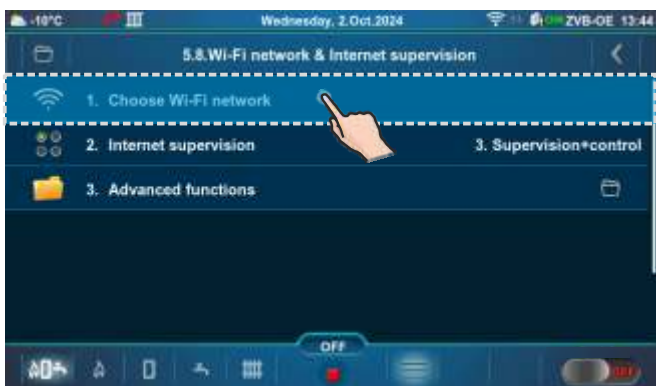 -10°C Wednesday, 2.Oct.2024 ZVB-OE 13:44
5.8.Wi-Fi network & Internet supervision
1. Choose Wi-Fi network
2. Internet supervision 3. Supervision+control
3. Advanced functions
OFF
OFF